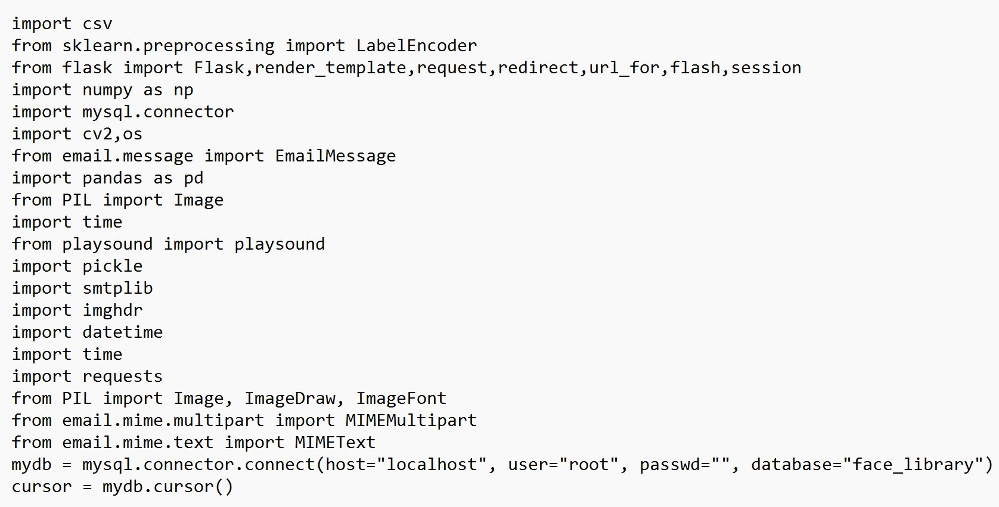 import csv
from sklearn.preprocessing import LabelEncoder
from flask import Flask,render_template,request,redirect,url_for,flash,session
import numpy as np
import mysql.connector
import cv2,os
from email.message import EmailMessage
import pandas as pd
from PIL import Image
import time
from playsound import playsound
import pickle
import smtplib
import imghdr
import datetime
import time
import requests
from PIL import Image, ImageDraw, ImageFont
from email.mime.multipart import MIMEMultipart
from email.mime.text import MIMEText
mydb = mysql.connector.connect(host="localhost", user="root", passwd="", database="face_library")
cursor = mydb.cursor()